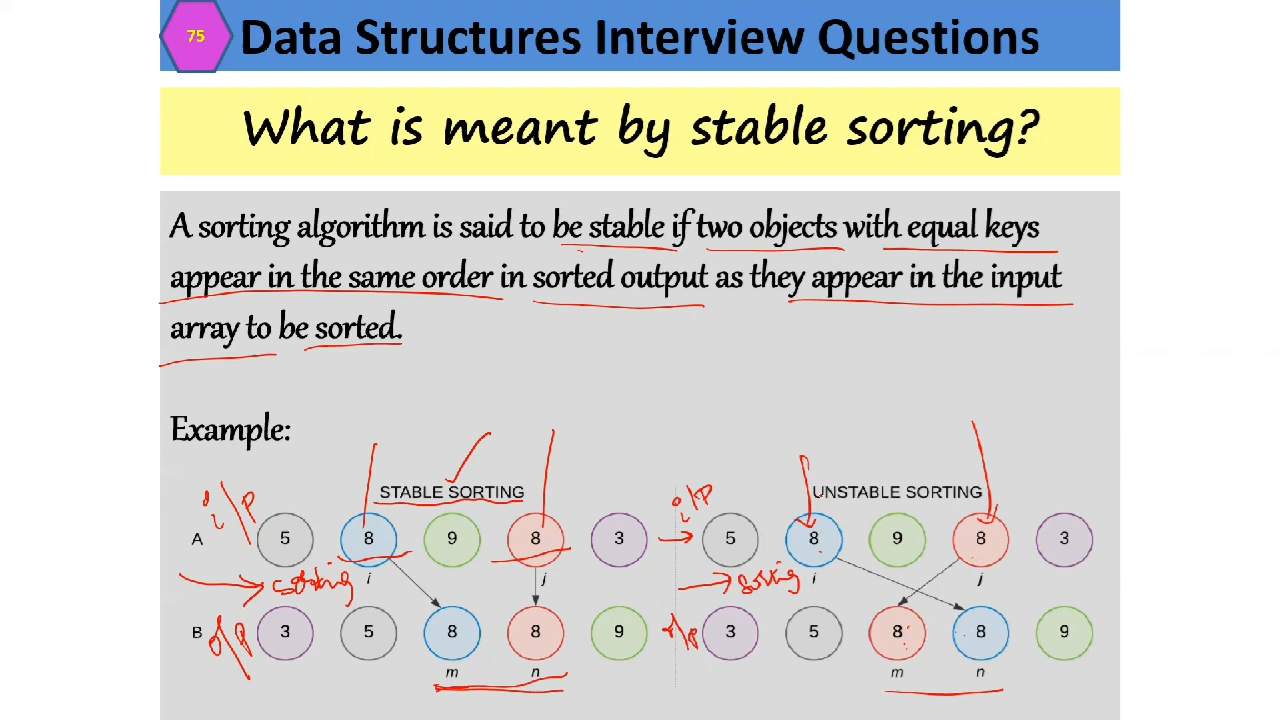 75
Data Structures Interview Questions
What is meant by stable sorting?
A sorting algorithm is said to be stable if two objects with equal keys
appear in the same order in sorted output as they appear in the input
array to be sorted.
Example:
STABLE SORTING
i/P
A 5 8 9 8 3
i j
sorting
B 3 5 8 8 9
o/P
m n
UNSTABLE SORTING
i/P
5 8 9 8 3
i j
sorting
o/P
3 5 8 8 9
m n